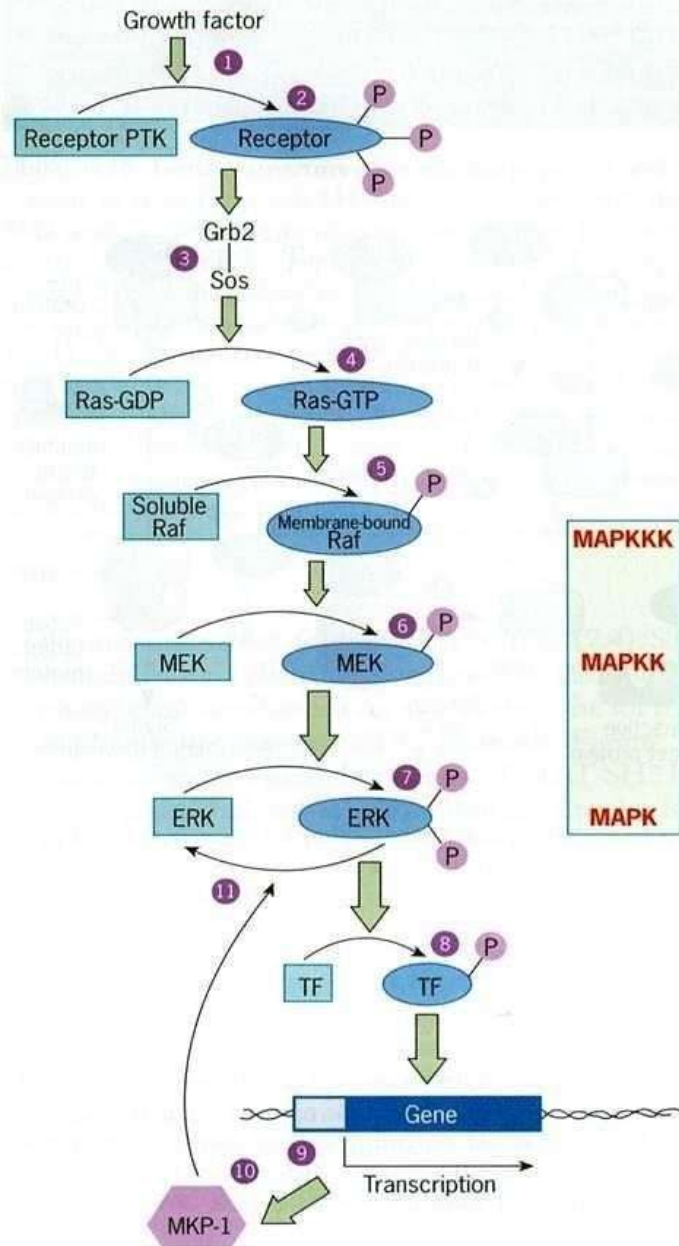 Growth factor
1
2
P
P
P
Receptor PTK
Receptor
Grb2
3
Sos
4
Ras-GDP
Ras-GTP
5
P
Soluble
Raf
Membrane-bound
Raf
MAPKKK
6
P
MEK
MEK
MAPKK
7
P
ERK
ERK
P
MAPK
11
8
P
TF
TF
Gene
9
10
Transcription
MKP-1